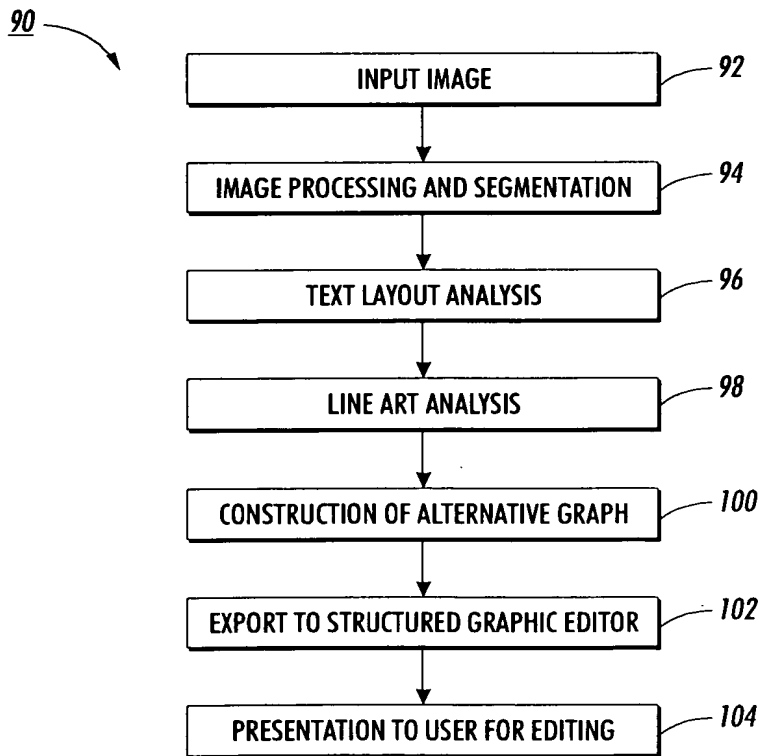 90
INPUT IMAGE 92
IMAGE PROCESSING AND SEGMENTATION 94
TEXT LAYOUT ANALYSIS 96
LINE ART ANALYSIS 98
CONSTRUCTION OF ALTERNATIVE GRAPH 100
EXPORT TO STRUCTURED GRAPHIC EDITOR 102
PRESENTATION TO USER FOR EDITING 104